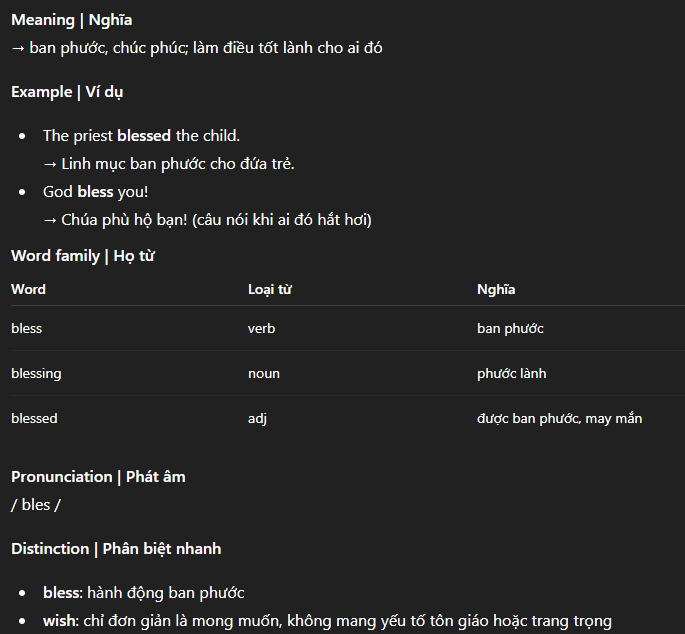 Meaning | Nghĩa
→ ban phước, chúc phúc; làm điều tốt lành cho ai đó
Example | Ví dụ
• The priest blessed the child.
→ Linh mục ban phước cho đứa trẻ.
• God bless you!
→ Chúa phù hộ bạn! (câu nói khi ai đó hắt hơi)
Word family | Họ từ
Word Loại từ Nghĩa
bless verb ban phước
blessing noun phước lành
blessed adj được ban phước, may mắn
Pronunciation | Phát âm
/ bles /
Distinction | Phân biệt nhanh
• bless: hành động ban phước
• wish: chỉ đơn giản là mong muốn, không mang yếu tố tôn giáo hoặc trang trọng